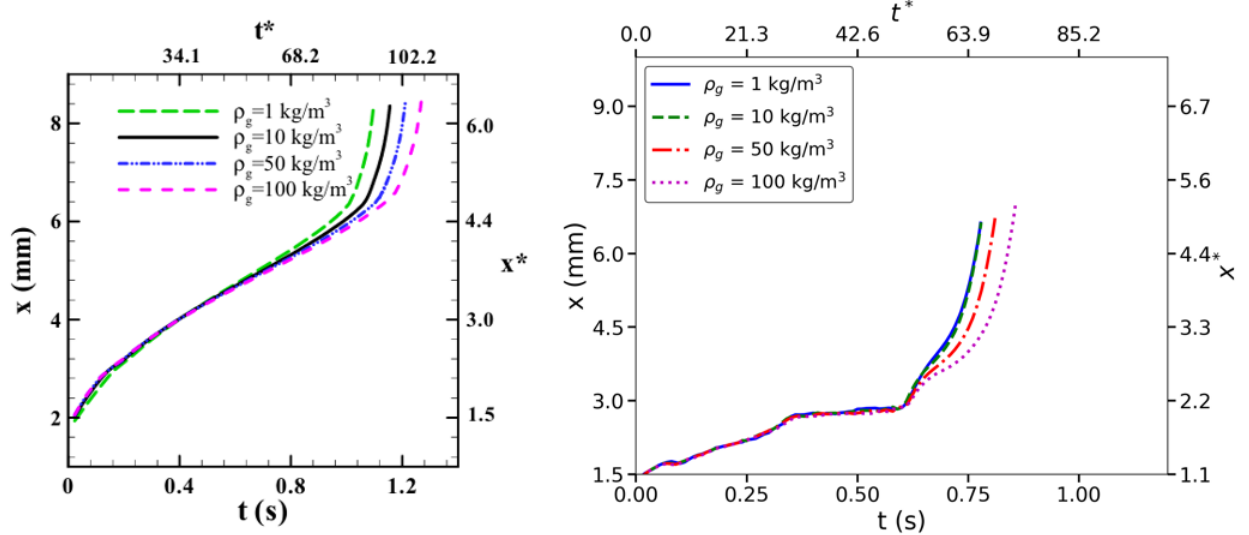 t*
34.1 68.2 102.2
ρg=1 kg/m³
ρg=10 kg/m³
ρg=50 kg/m³
ρg=100 kg/m³
8
6
4
2
x (mm)
6.0
4.4
3.0
1.5
x*
0 0.4 0.8 1.2
t (s)
t*
0.0 21.3 42.6 63.9 85.2
ρg = 1 kg/m³
ρg = 10 kg/m³
ρg = 50 kg/m³
ρg = 100 kg/m³
9.0
7.5
6.0
4.5
3.0
1.5
x (mm)
6.7
5.6
4.4
3.3
2.2
1.1
x*
0.00 0.25 0.50 0.75 1.00
t (s)